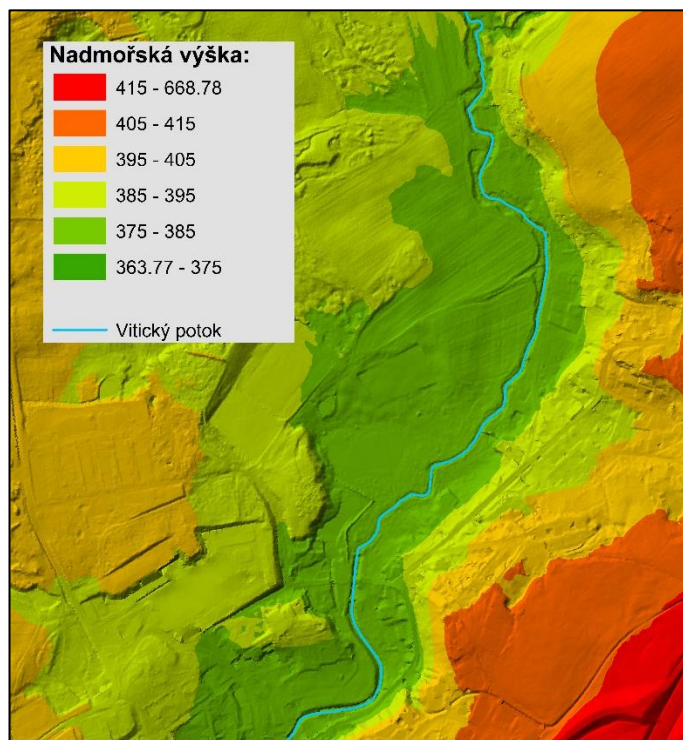 Nadmořská výška:
415 - 668.78
405 - 415
395 - 405
385 - 395
375 - 385
363.77 - 375
Vitický potok